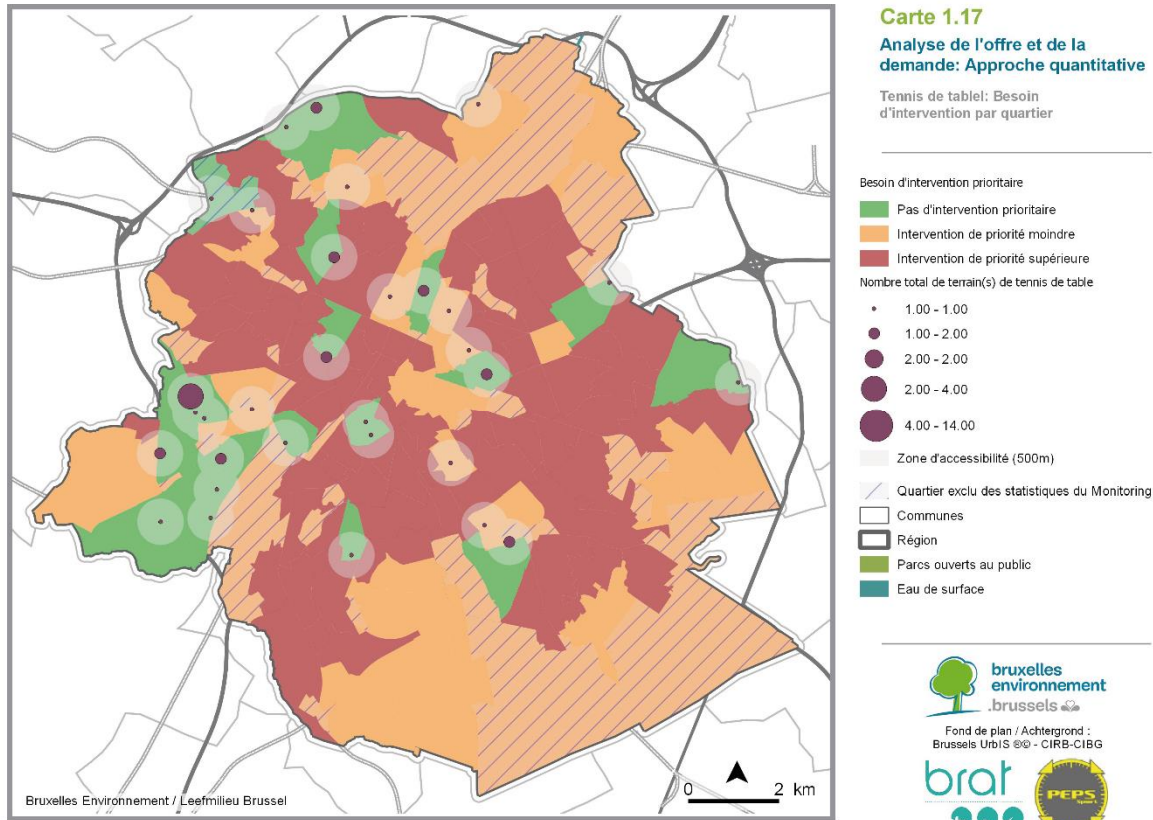 Carte 1.17
Analyse de l'offre et de la
demande: Approche quantitative
Tennis de tablel: Besoin
d'intervention par quartier
Besoin d'intervention prioritaire
Pas d'intervention prioritaire
Intervention de priorité moindre
Intervention de priorité supérieure
Nombre total de terrain(s) de tennis de table
1.00 - 1.00
1.00 - 2.00
2.00 - 2.00
2.00 - 4.00
4.00 - 14.00
Zone d'accessibilité (500m)
Quartier exclu des statistiques du Monitoring
Communes
Région
Parcs ouverts au public
Eau de surface
bruxelles
environnement
.brussels
Fond de plan / Achtergrond :
Brussels UrbIS ®© - CIRB-CIBG
brat
PEPS
Sport
0 2 km
Bruxelles Environnement / Leefmilieu Brussel